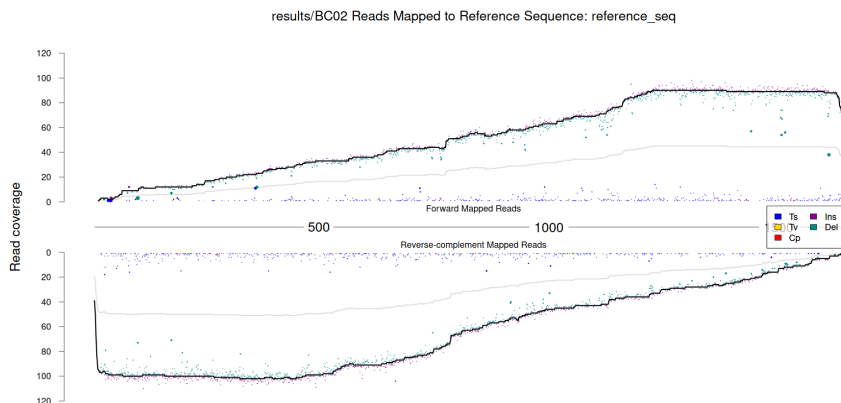 results/BC02 Reads Mapped to Reference Sequence: reference_seq
Read coverage
120
100
80
60
40
20
0
Forward Mapped Reads
500
1000
1500
Ts
Ins
Tv
Del
Cp
Reverse-complement Mapped Reads
0
20
40
60
80
100
120